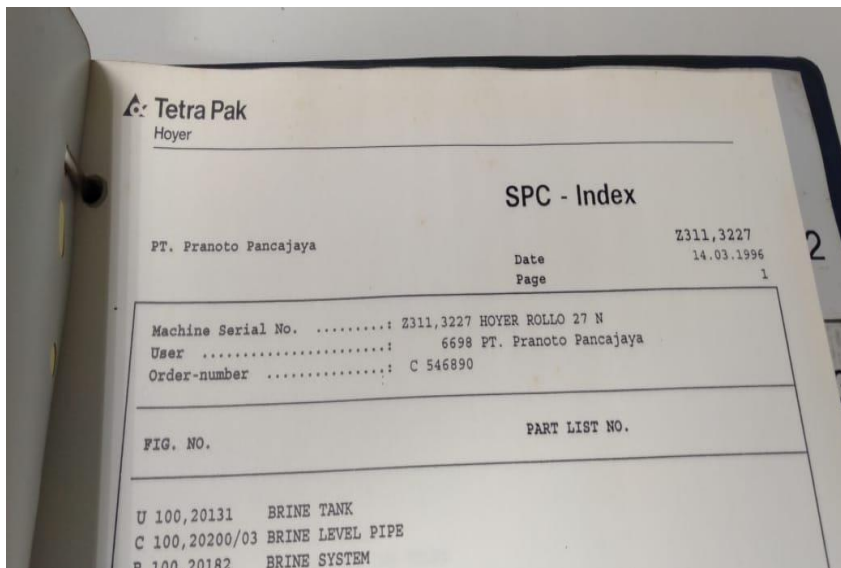 Tetra Pak
Hoyer
SPC - Index
PT. Pranoto Pancajaya
Z311,3227
2
Date 14.03.1996
Page 1
Machine Serial No. .........: Z311,3227 HOYER ROLLO 27 N
User .......................: 6698 PT. Pranoto Pancajaya
Order-number ...............: C 546890
FIG. NO. PART LIST NO.
U 100,20131 BRINE TANK
C 100,20200/03 BRINE LEVEL PIPE
100,20182 BRINE SYSTEM